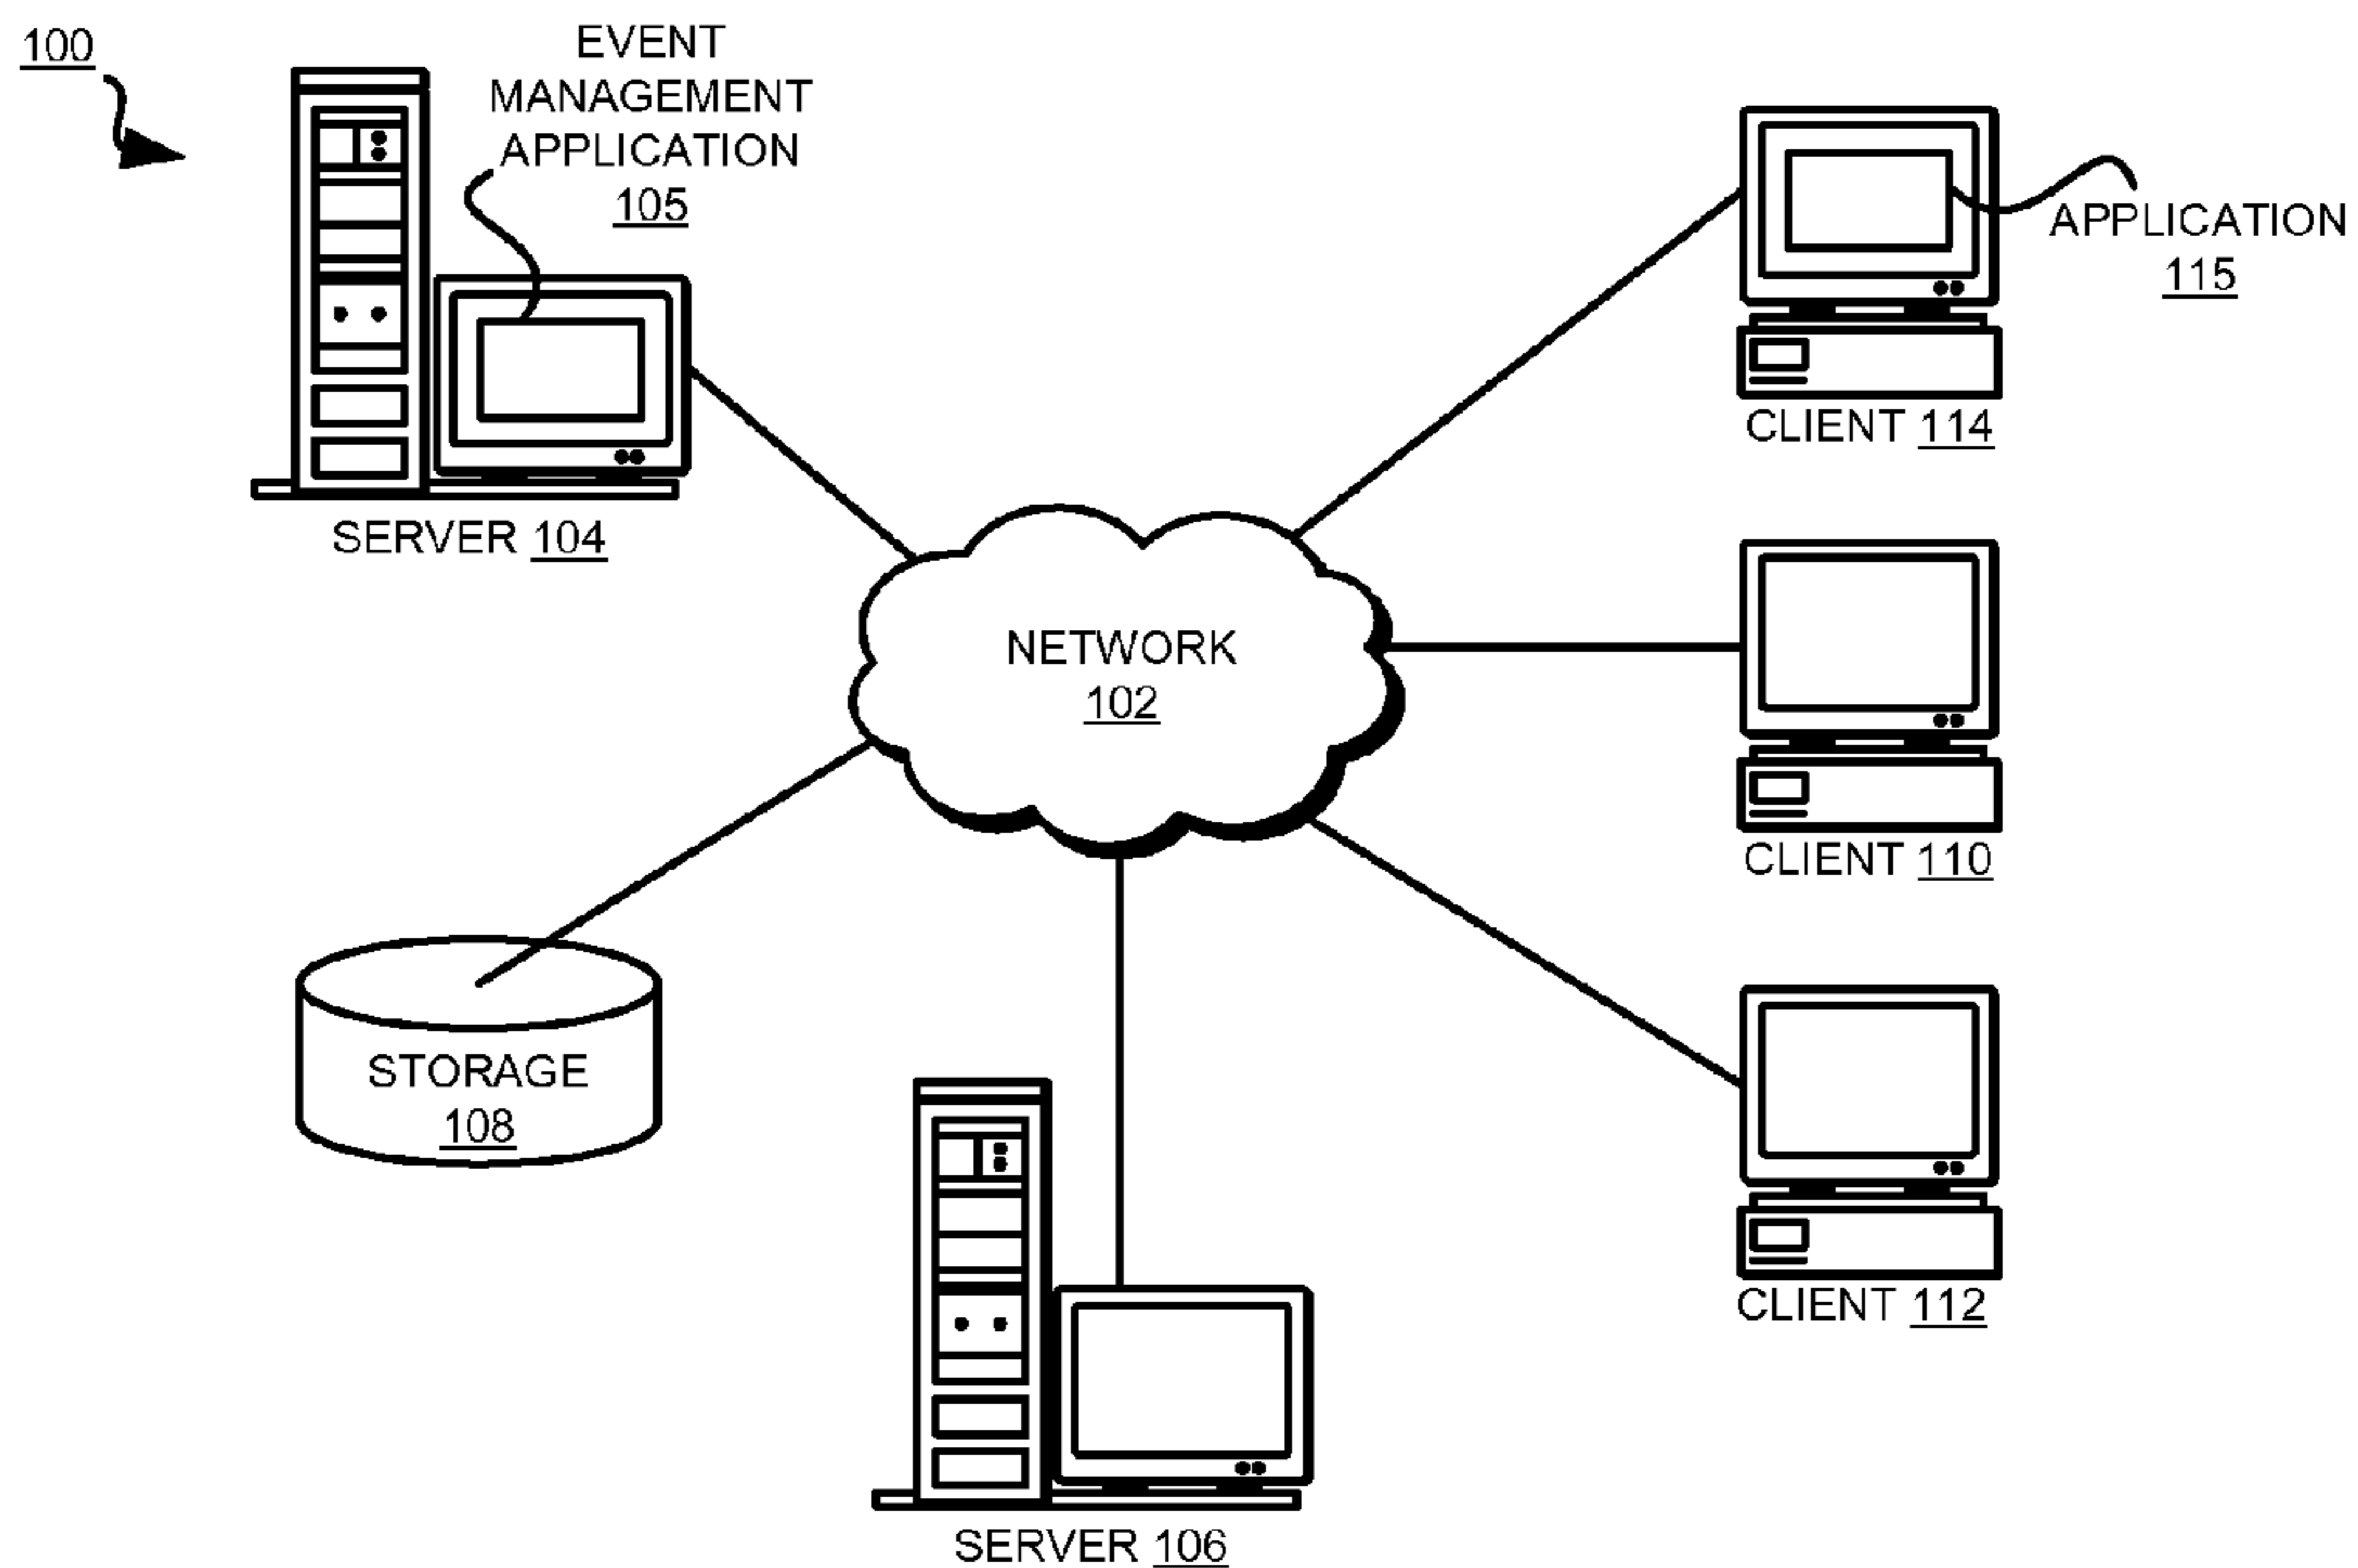 100
EVENT
MANAGEMENT
APPLICATION
105
SERVER 104
APPLICATION
115
CLIENT 114
NETWORK
102
CLIENT 110
STORAGE
108
CLIENT 112
SERVER 106